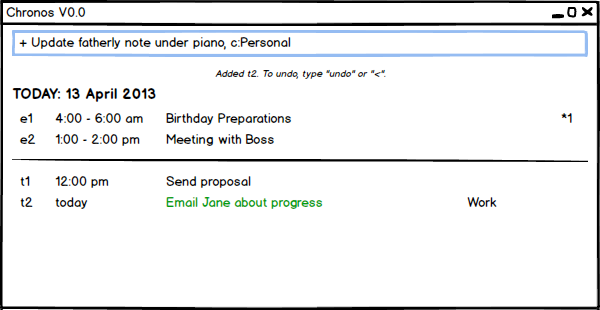 Chronos V0.0
+ Update fatherly note under piano, c:Personal
Added t2. To undo, type "undo" or "<".
TODAY: 13 April 2013
e1 4:00 - 6:00 am Birthday Preparations *1
e2 1:00 - 2:00 pm Meeting with Boss
t1 12:00 pm Send proposal
t2 today Email Jane about progress Work